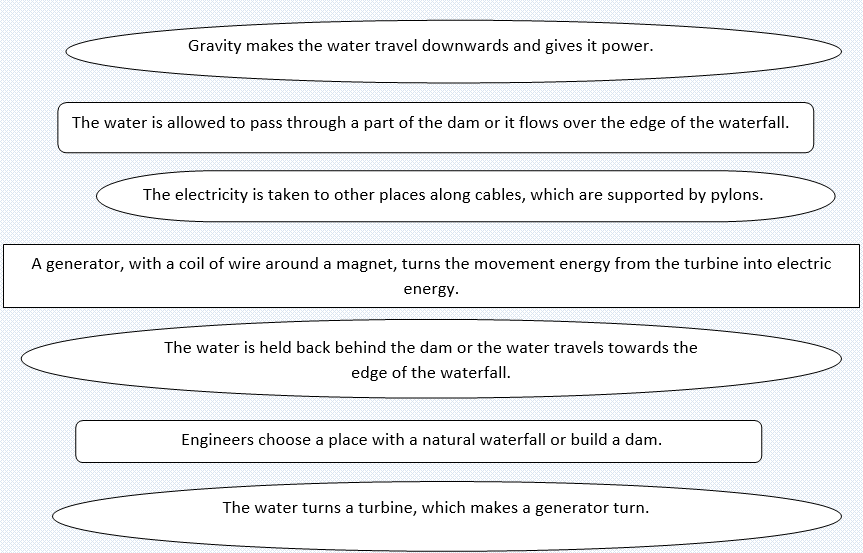 Gravity makes the water travel downwards and gives it power.
The water is allowed to pass through a part of the dam or it flows over the edge of the waterfall.
The electricity is taken to other places along cables, which are supported by pylons.
A generator, with a coil of wire around a magnet, turns the movement energy from the turbine into electric
energy.
The water is held back behind the dam or the water travels towards the
edge of the waterfall.
Engineers choose a place with a natural waterfall or build a dam.
The water turns a turbine, which makes a generator turn.